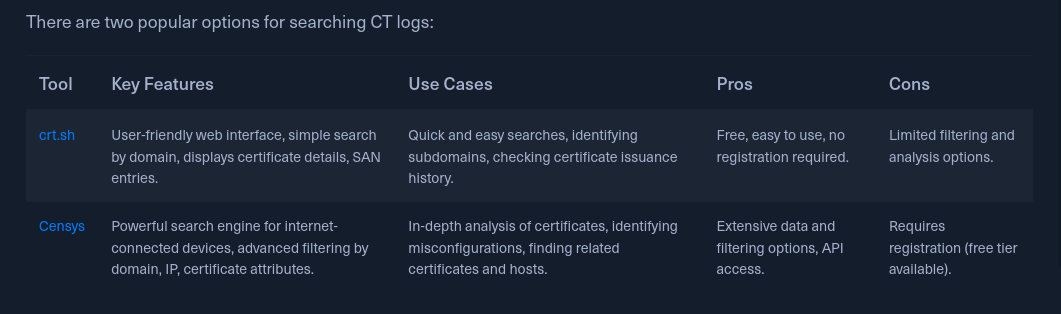 There are two popular options for searching CT logs:
Tool Key Features Use Cases Pros Cons
crt.sh User-friendly web interface, simple search Quick and easy searches, identifying Free, easy to use, no Limited filtering and
by domain, displays certificate details, SAN subdomains, checking certificate issuance registration required. analysis options.
entries. history.
Censys Powerful search engine for internet- In-depth analysis of certificates, identifying Extensive data and Requires
connected devices, advanced filtering by misconfigurations, finding related filtering options, API registration (free tier
domain, IP, certificate attributes. certificates and hosts. access. available).